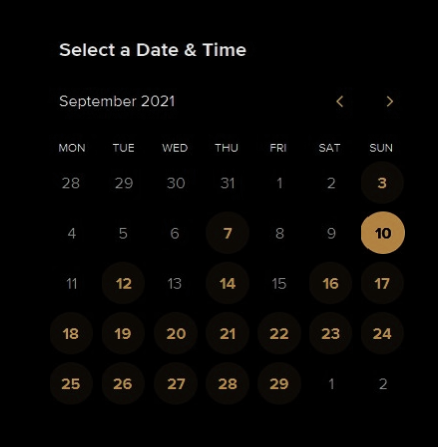 Select a Date & Time
September 2021 < >
MON TUE WED THU FRI SAT SUN
28 29 30 31 1 2 3
4 5 6 7 8 9 10
11 12 13 14 15 16 17
18 19 20 21 22 23 24
25 26 27 28 29 1 2